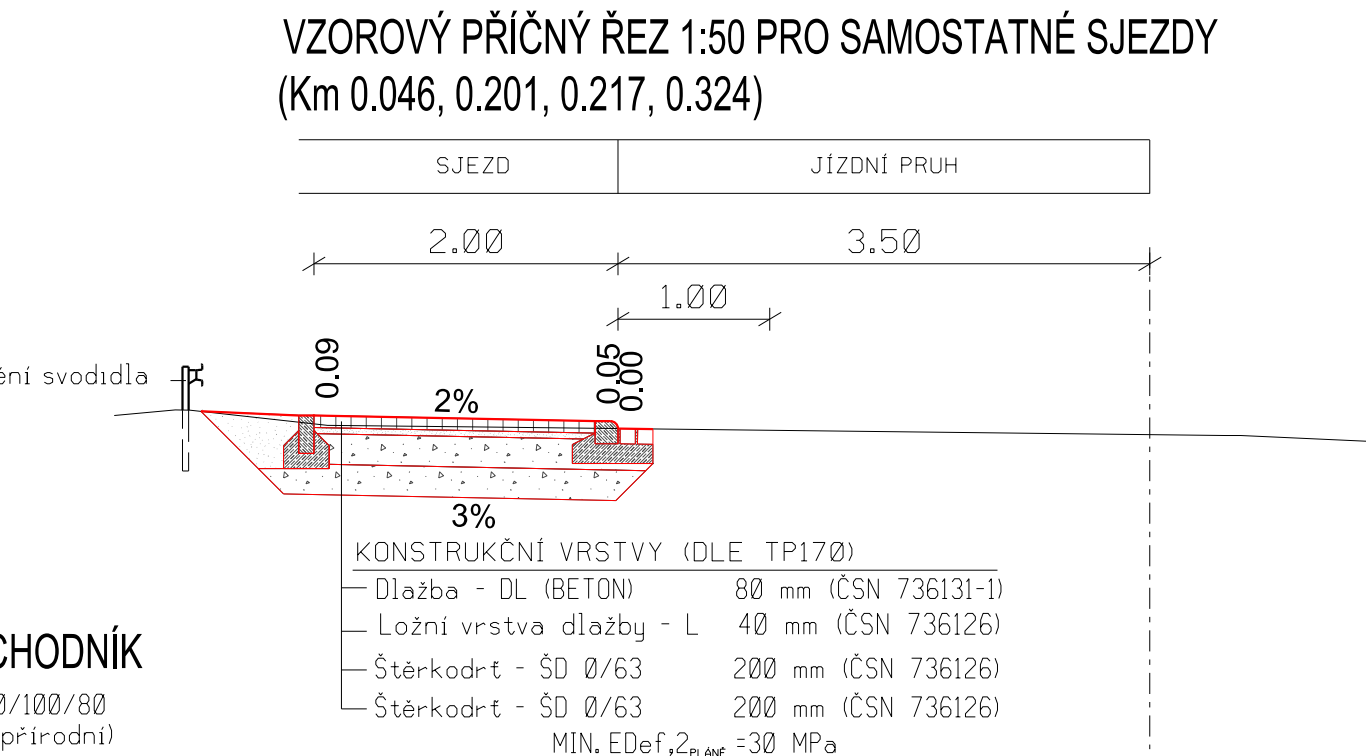 VZOROVÝ PŘÍČNÝ ŘEZ 1:50 PRO SAMOSTATNÉ SJEZDY
(Km 0.046, 0.201, 0.217, 0.324)
SJEZD JÍZDNÍ PRUH
2.00 3.50
1.00
ění svodidla
0.09
0.05
0.00
2%
3%
KONSTRUKČNÍ VRSTVY (DLE TP170)
Dlažba - DL (BETON) 80 mm (ČSN 736131-1)
Ložní vrstva dlažby - L 40 mm (ČSN 736126)
Štěrkodrť - ŠD 0/63 200 mm (ČSN 736126)
Štěrkodrť - ŠD 0/63 200 mm (ČSN 736126)
MIN. EDef,2PLÁNĚ =30 MPa
CHODNÍK
0/100/80
přírodní)